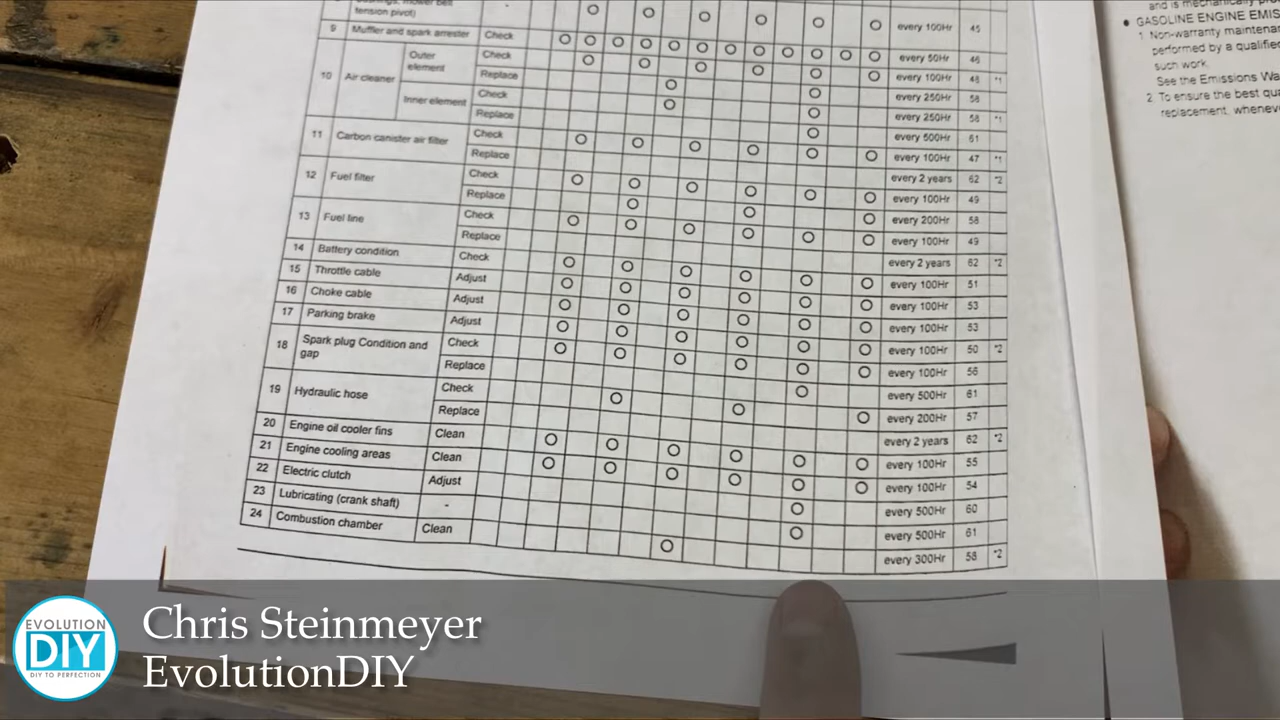 tension pivot) every 100Hr 45
9 Muffler and spark arrester Check every 50Hr 46
10 Air cleaner Outer element Check every 100Hr 48 *1
Replace every 250Hr 58
Inner element Check every 250Hr 58 *1
Replace every 500Hr 61
11 Carbon canister air filter Check every 100Hr 47 *1
Replace every 2 years 62 *2
12 Fuel filter Check every 100Hr 49
Replace every 200Hr 58
13 Fuel line Check every 100Hr 49
Replace every 2 years 62 *2
14 Battery condition Check every 100Hr 51
15 Throttle cable Adjust every 100Hr 53
16 Choke cable Adjust every 100Hr 53
17 Parking brake Adjust every 100Hr 50 *2
18 Spark plug Condition and gap Check every 100Hr 56
Replace every 500Hr 61
19 Hydraulic hose Check every 200Hr 57
Replace every 2 years 62 *2
20 Engine oil cooler fins Clean every 100Hr 55
21 Engine cooling areas Clean every 100Hr 54
22 Electric clutch Adjust every 500Hr 60
23 Lubricating (crank shaft) - every 500Hr 61
24 Combustion chamber Clean every 300Hr 58 *2
• GASOLINE ENGINE EMIS
1 Non-warranty maintena
performed by a qualified
such work.
See the Emissions Wa
2 To ensure the best qua
replacement, wheneve
EVOLUTION
DIY
DIY TO PERFECTION
Chris Steinmeyer
EvolutionDIY